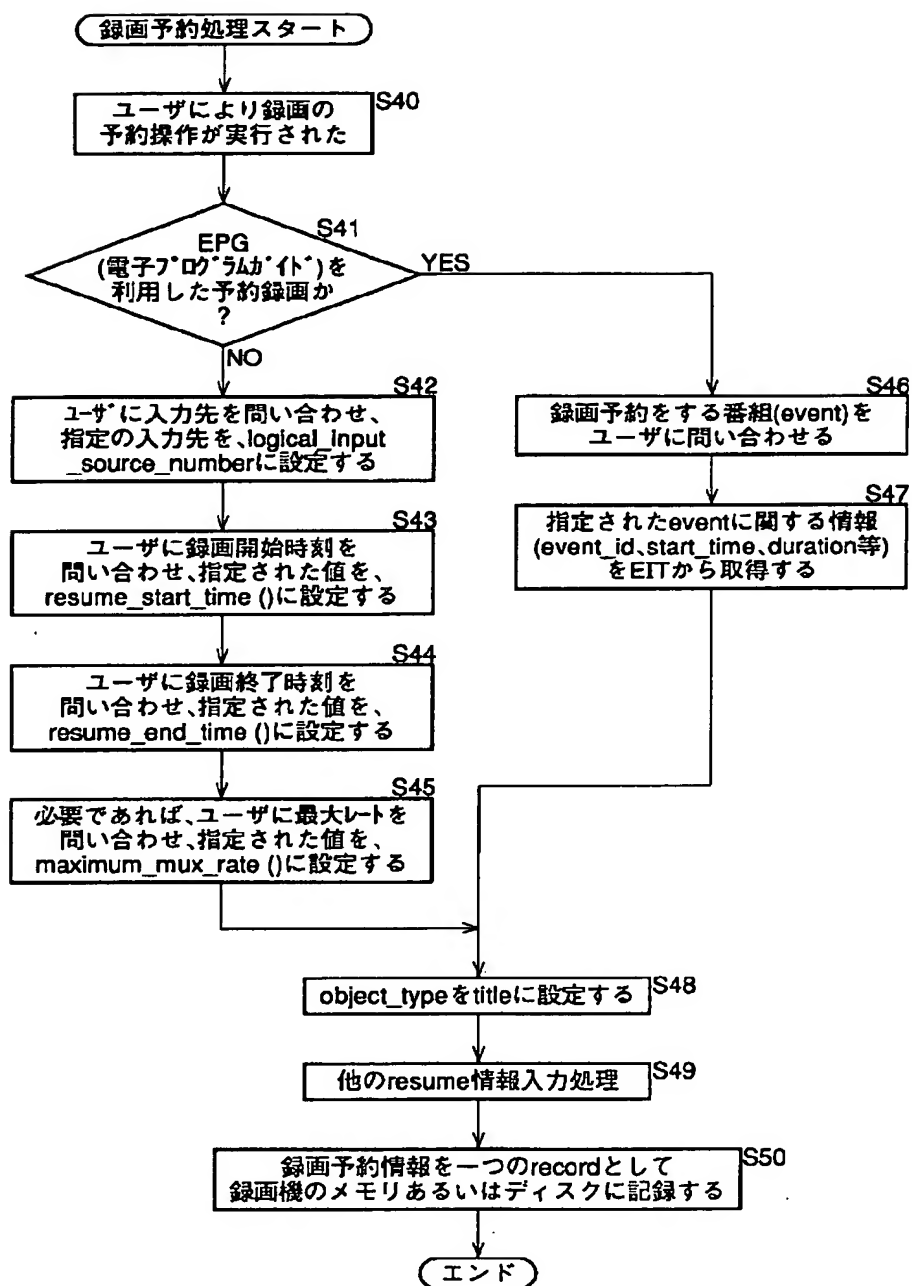 録画予約処理スタート
S40
ユーザにより録画の
予約操作が実行された
S41
EPG
(電子プログラムガイド)を
利用した予約録画か
?
YES
NO
S42
ユーザに入力先を問い合わせ、
指定の入力先を、logical_input
_source_numberに設定する
S43
ユーザに録画開始時刻を
問い合わせ、指定された値を、
resume_start_time ()に設定する
S44
ユーザに録画終了時刻を
問い合わせ、指定された値を、
resume_end_time ()に設定する
S45
必要であれば、ユーザに最大レートを
問い合わせ、指定された値を、
maximum_mux_rate ()に設定する
S46
録画予約をする番組(event)を
ユーザに問い合わせる
S47
指定されたeventに関する情報
(event_id、start_time、duration等)
をEITから取得する
object_typeをtitleに設定する
S48
他のresume情報入力処理
S49
S50
録画予約情報を一つのrecordとして
録画機のメモリあるいはディスクに記録する
エンド